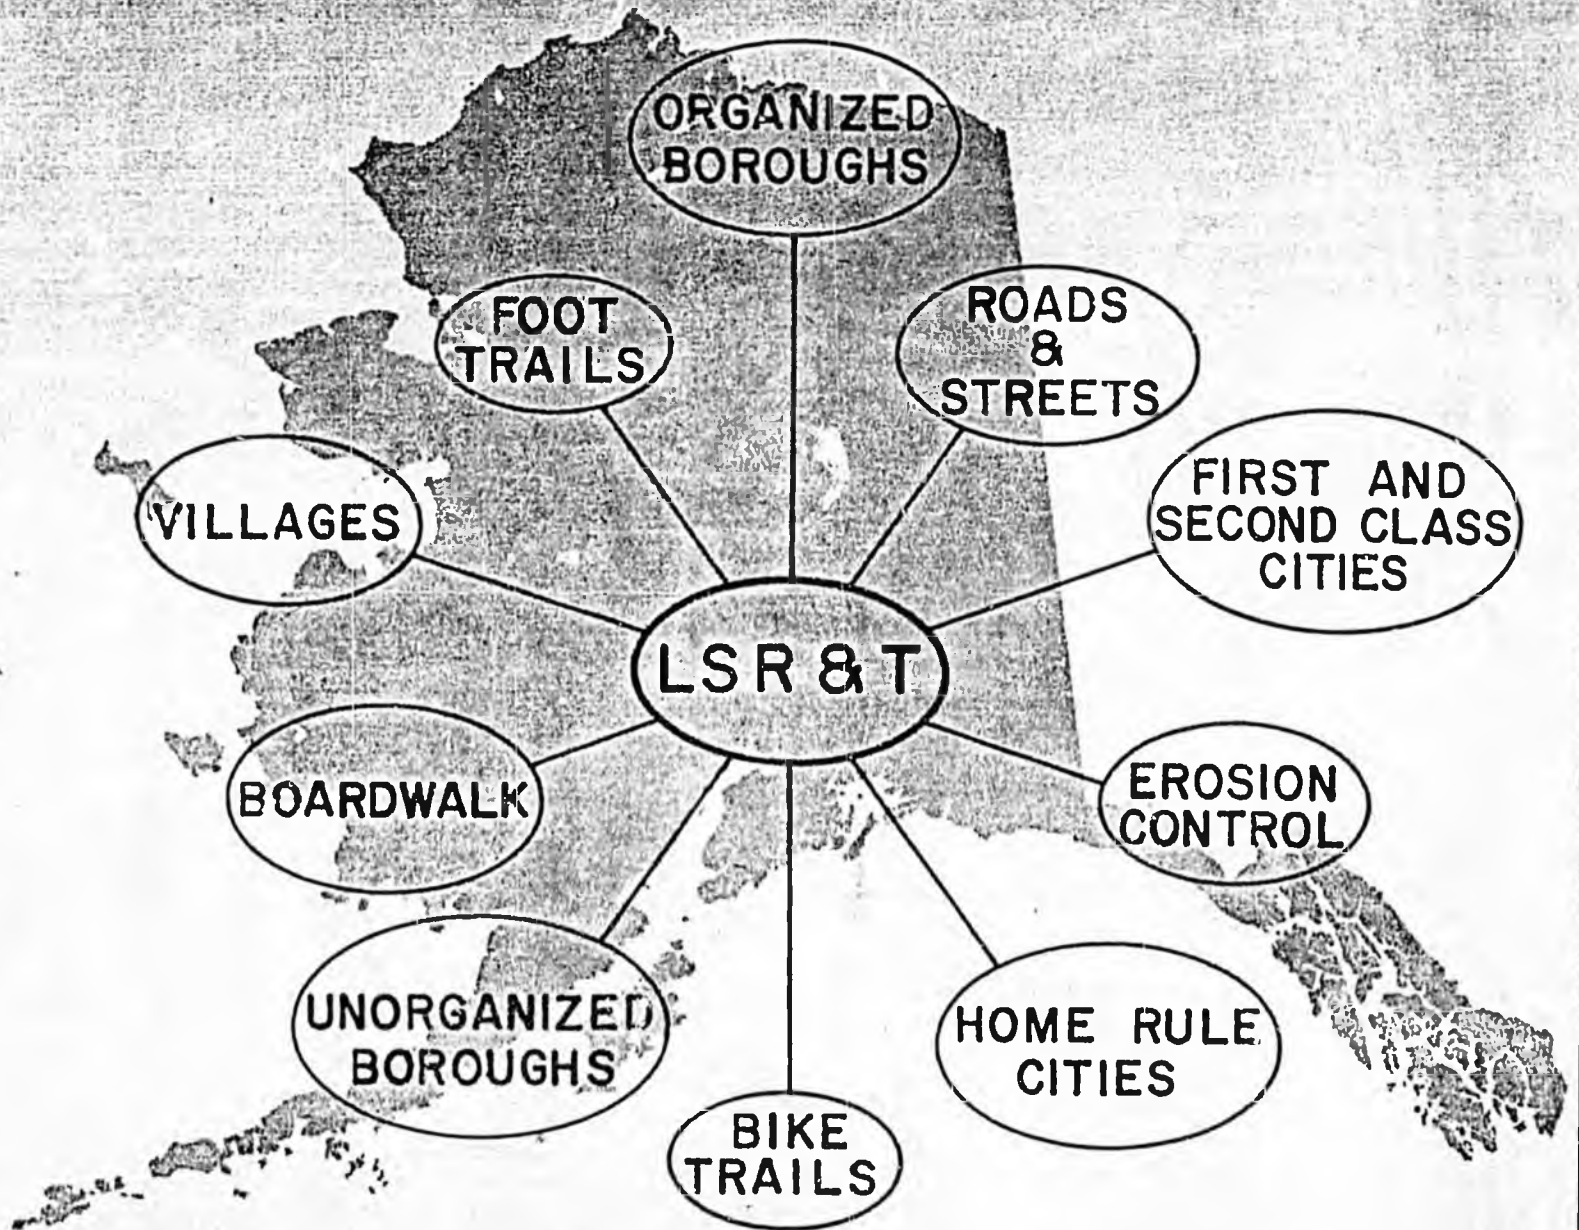 ORGANIZED
BOROUGHS
FOOT
TRAILS
ROADS
&
STREETS
VILLAGES
FIRST AND
SECOND CLASS
CITIES
LSR & T
BOARDWALK
EROSION
CONTROL
UNORGANIZED
BOROUGHS
HOME RULE
CITIES
BIKE
TRAILS